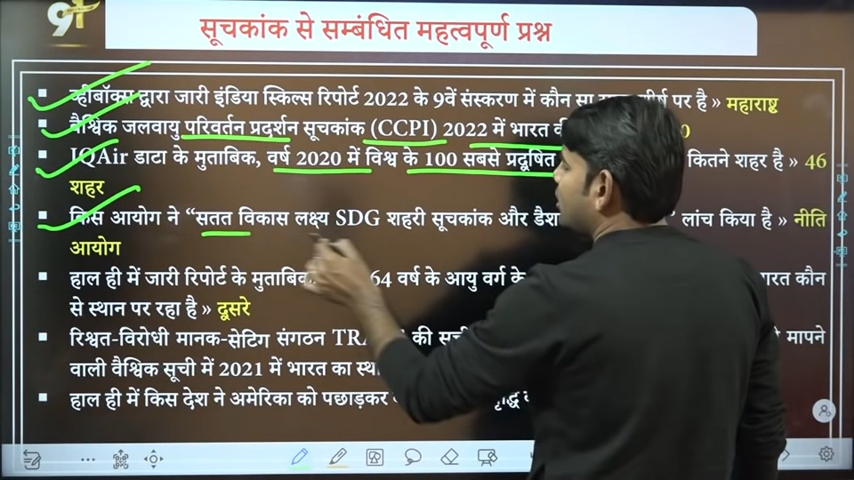 सूचकांक से सम्बंधित महत्वपूर्ण प्रश्न
व्हीबॉक्स द्वारा जारी इंडिया स्किल्स रिपोर्ट 2022 के 9वें संस्करण में कौन सा पर है » महाराष्ट्र
वैश्विक जलवायु परिवर्तन प्रदर्शन सूचकांक (CCPI) 2022 में भारत
IQAir डाटा के मुताबिक, वर्ष 2020 में विश्व के 100 सबसे प्रदूषित कितने शहर है » 46
शहर
किस आयोग ने “सतत विकास लक्ष्य SDG शहरी सूचकांक और लांच किया है » नीति
आयोग
हाल ही में जारी रिपोर्ट के मुताबिक 64 वर्ष के आयु वर्ग के कौन
से स्थान पर रहा है » दूसरे
रिश्वत-विरोधी मानक-सेटिंग संगठन की मापने
वाली वैश्विक सूची में 2021 में भारत का
हाल ही में किस देश ने अमेरिका को पछाड़कर